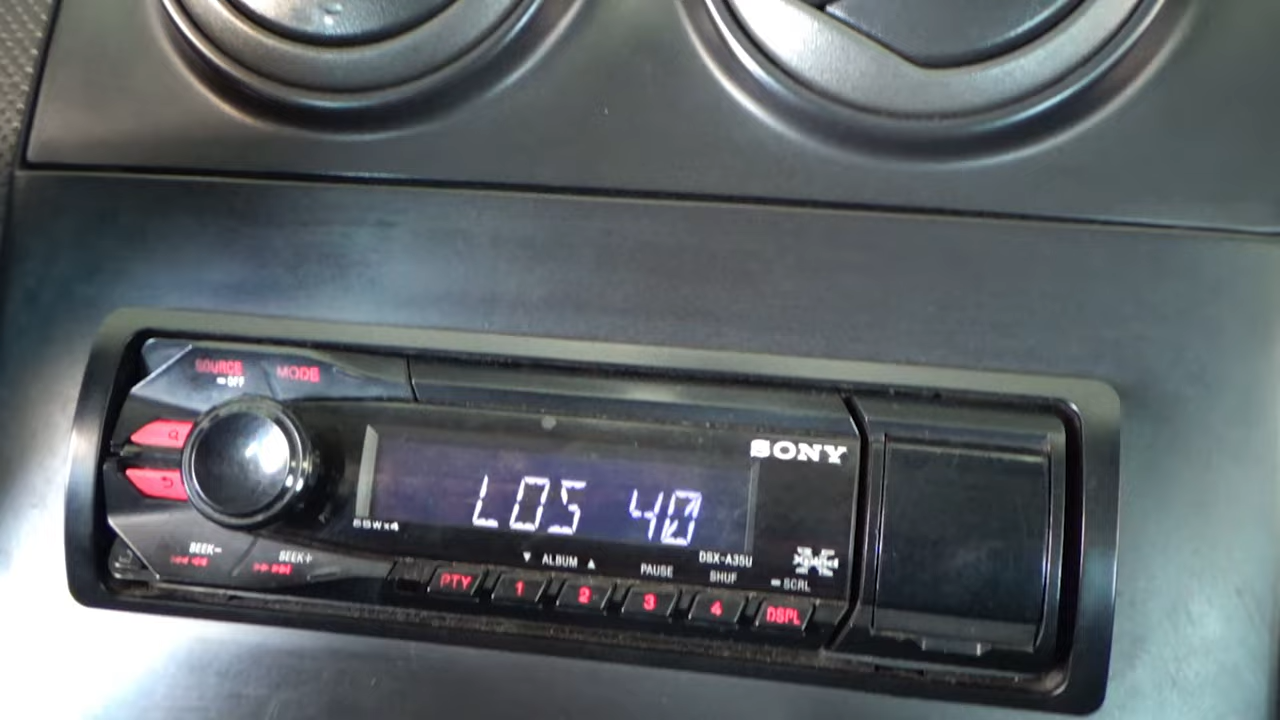 SOURCE MODE
OFF
SONY
LOS 40
55Wx4
SEEK- SEEK+
▼ ALBUM ▲ PAUSE SHUF DSX-A35U
SCRL
PTY 1 2 3 4 DSPL